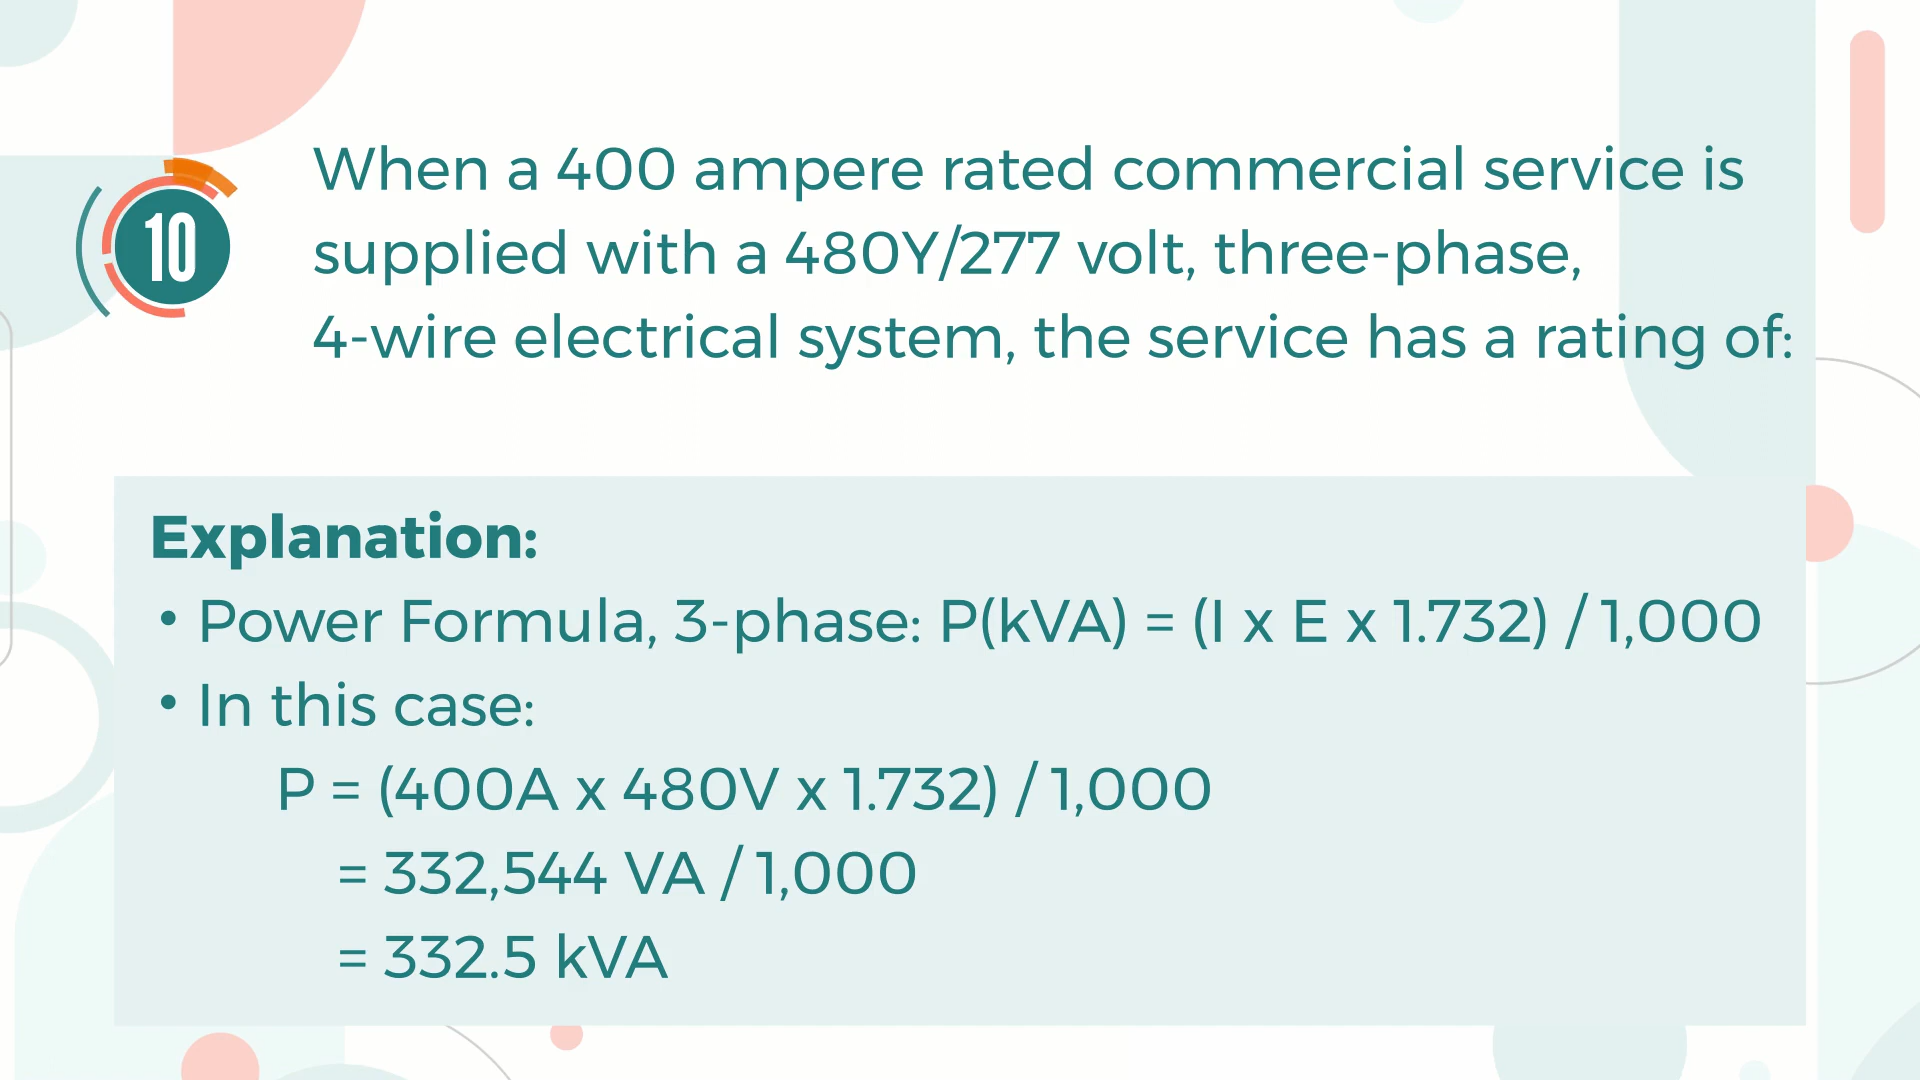 10
When a 400 ampere rated commercial service is
supplied with a 480Y/277 volt, three-phase,
4-wire electrical system, the service has a rating of:
Explanation:
• Power Formula, 3-phase: P(kVA) = (I x E x 1.732) / 1,000
• In this case:
P = (400A x 480V x 1.732) / 1,000
= 332,544 VA / 1,000
= 332.5 kVA